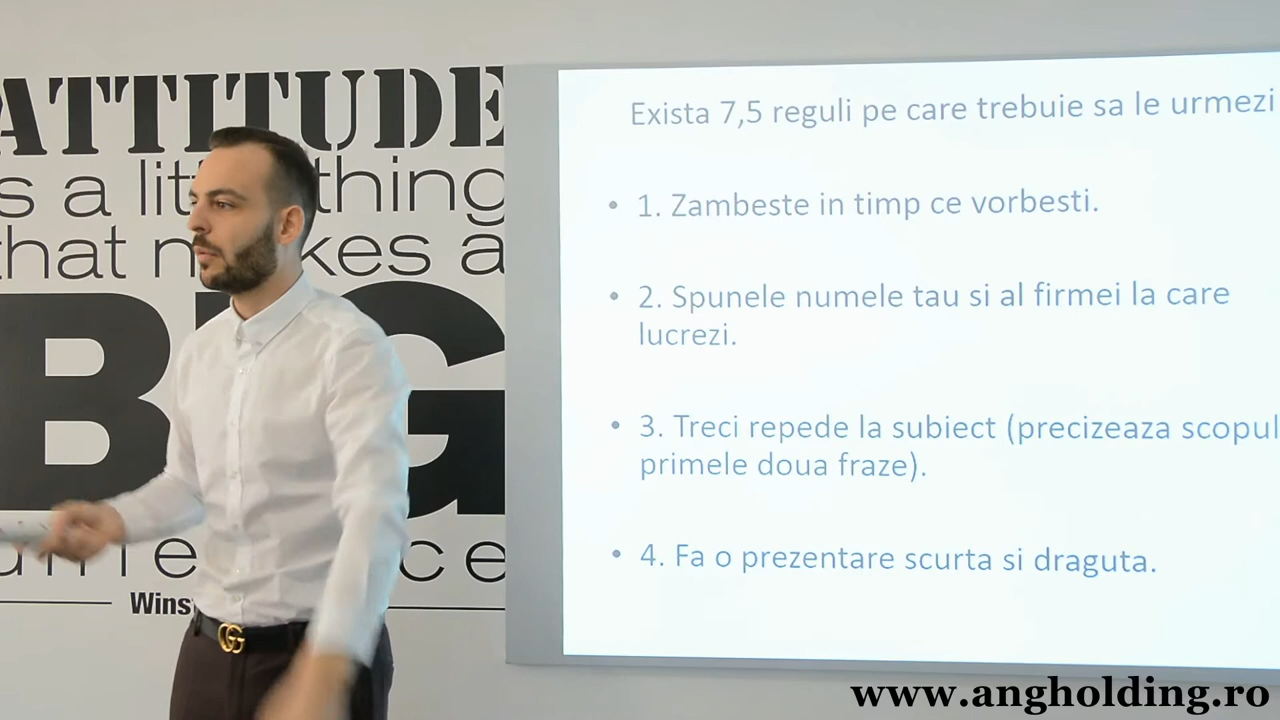 ATTITUDE
s a thing
that a
BIG
Exista 7,5 reguli pe care trebuie sa le urmezi
• 1. Zambeste in timp ce vorbesti.
• 2. Spunele numele tau si al firmei la care
lucrezi.
• 3. Treci repede la subiect (precizeaza scopul
primele doua fraze).
• 4. Fa o prezentare scurta si draguta.
www.angholding.ro